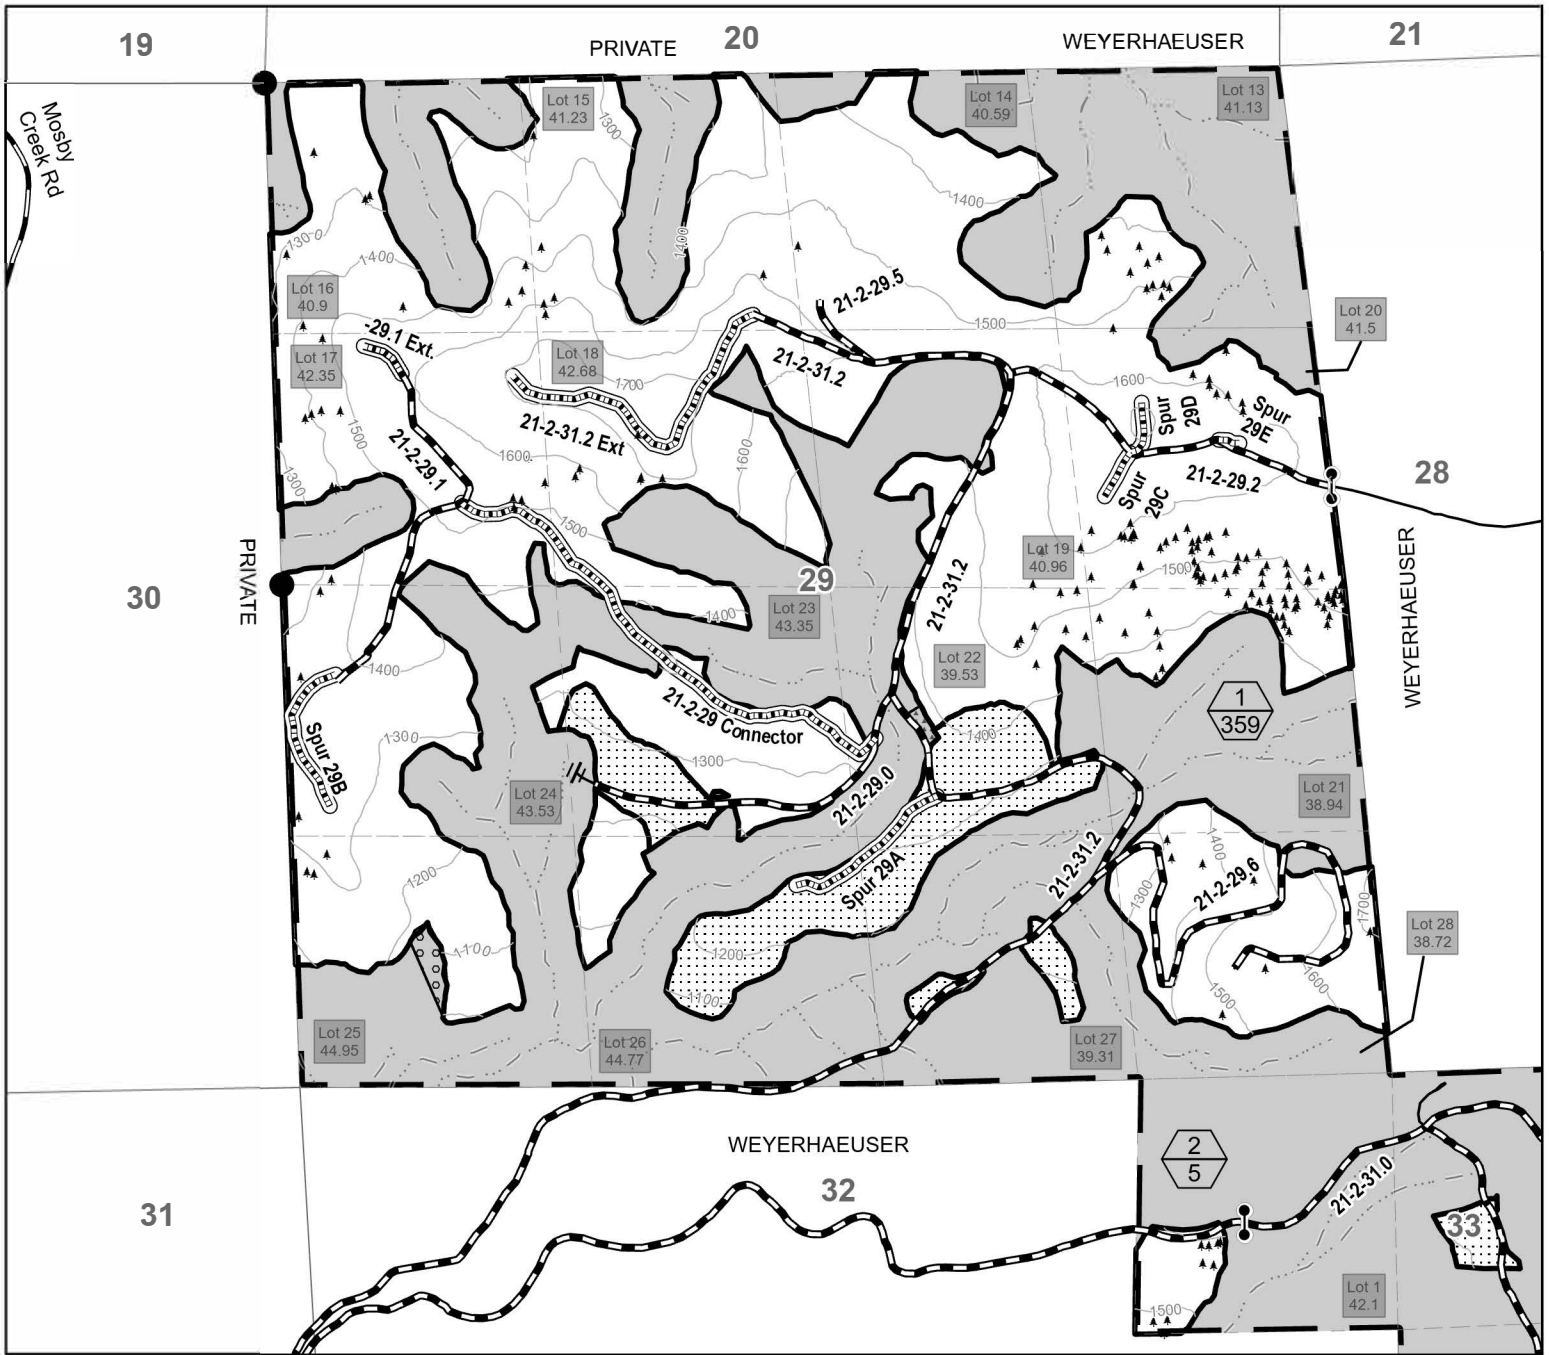 19
PRIVATE
20
WEYERHAEUSER
21
Mosby
Creek Rd
Lot 15
41.23
1300
Lot 14
40.59
Lot 13
41.13
1400
1300
1400
1400
Lot 16
40.9
21-2-29.5
1500
Lot 20
41.5
-29.1 Ext.
Lot 17
42.35
Lot 18
42.68
1700
21-2-31.2
1600
Spur
29D
Spur
29E
1500
21-2-31.2 Ext
1600
1600
21-2-29.1
1300
Spur
29C
21-2-29.2
28
1500
PRIVATE
WEYERHAEUSER
Lot 19
40.96
1500
30
29
21-2-31.2
Lot 23
43.35
1400
1400
Lot 22
39.53
1
359
21-2-29 Connector
1300
1400
1300
Spur 29B
Lot 24
43.53
21-2-29.0
Lot 21
38.94
21-2-31.2
1400
Spur 29A
1200
1300
21-2-29.6
1700
Lot 28
38.72
1100
1200
1100
1500
1600
Lot 25
44.95
Lot 26
44.77
Lot 27
39.31
WEYERHAEUSER
2
5
31
32
21-2-31.0
33
Lot 1
42.1
1500